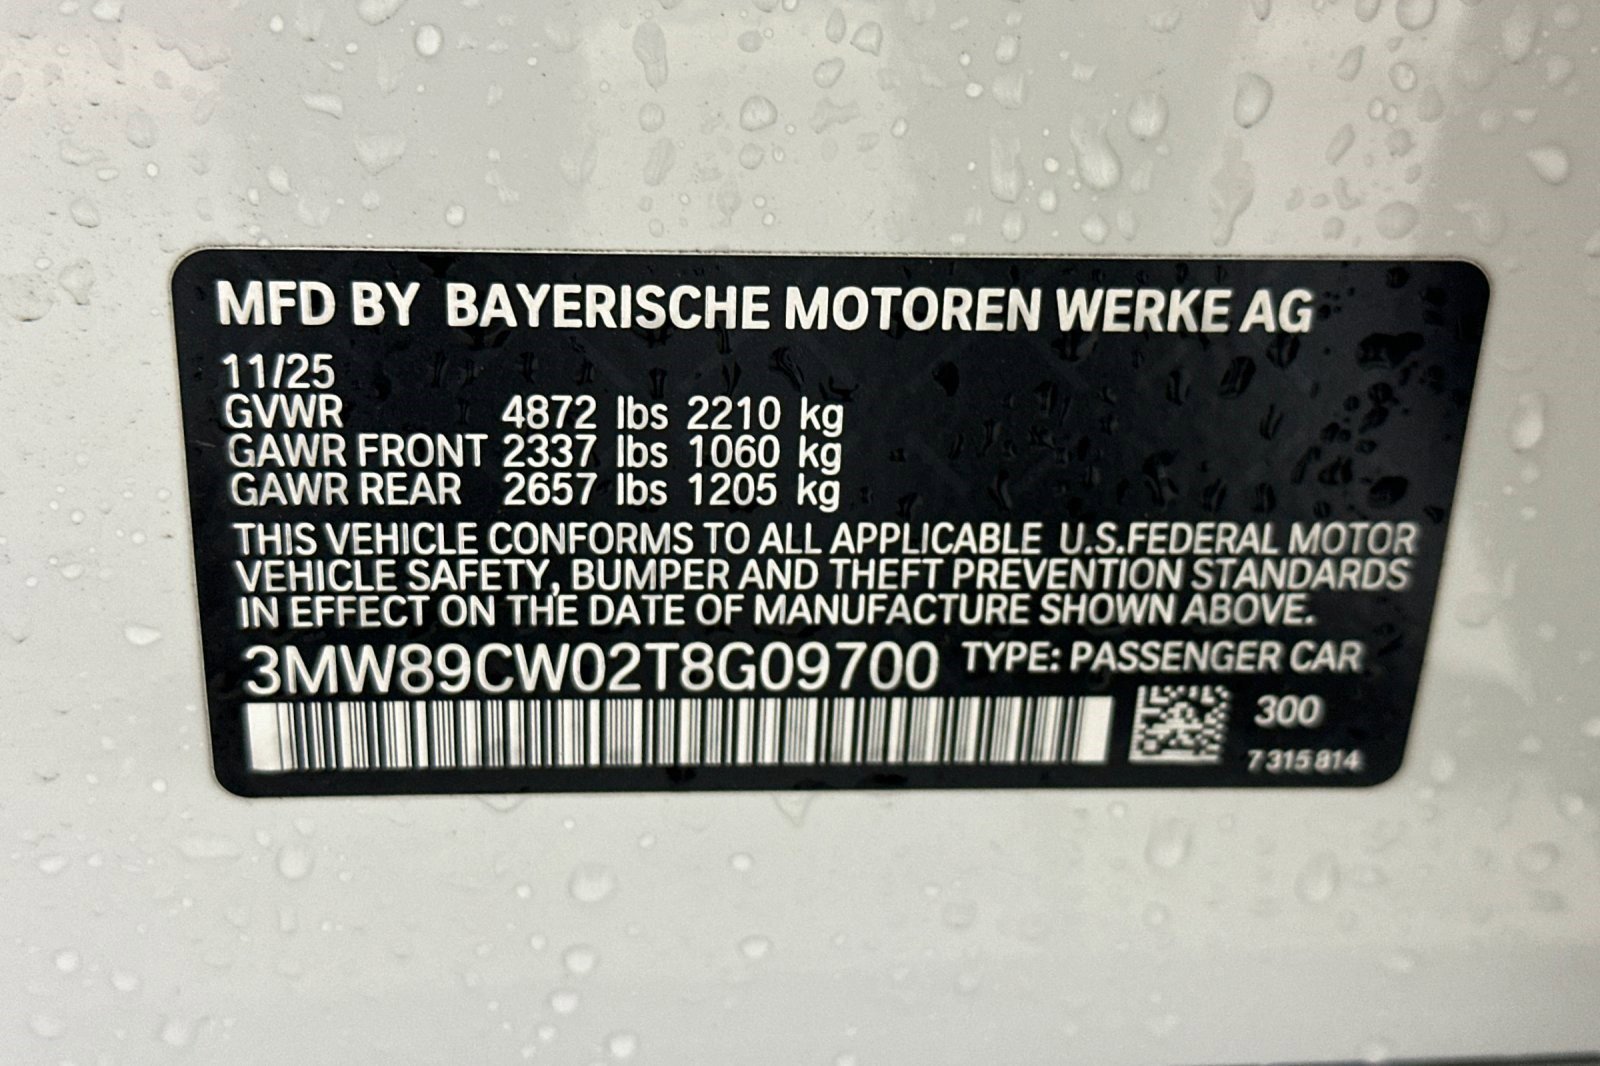 MFD BY BAYERISCHE MOTOREN WERKE AG
11/25
GVWR 4872 lbs 2210 kg
GAWR FRONT 2337 lbs 1060 kg
GAWR REAR 2657 lbs 1205 kg
THIS VEHICLE CONFORMS TO ALL APPLICABLE U.S.FEDERAL MOTOR
VEHICLE SAFETY, BUMPER AND THEFT PREVENTION STANDARDS
IN EFFECT ON THE DATE OF MANUFACTURE SHOWN ABOVE.
3MW89CW02T8G09700 TYPE: PASSENGER CAR
300
7 315 814